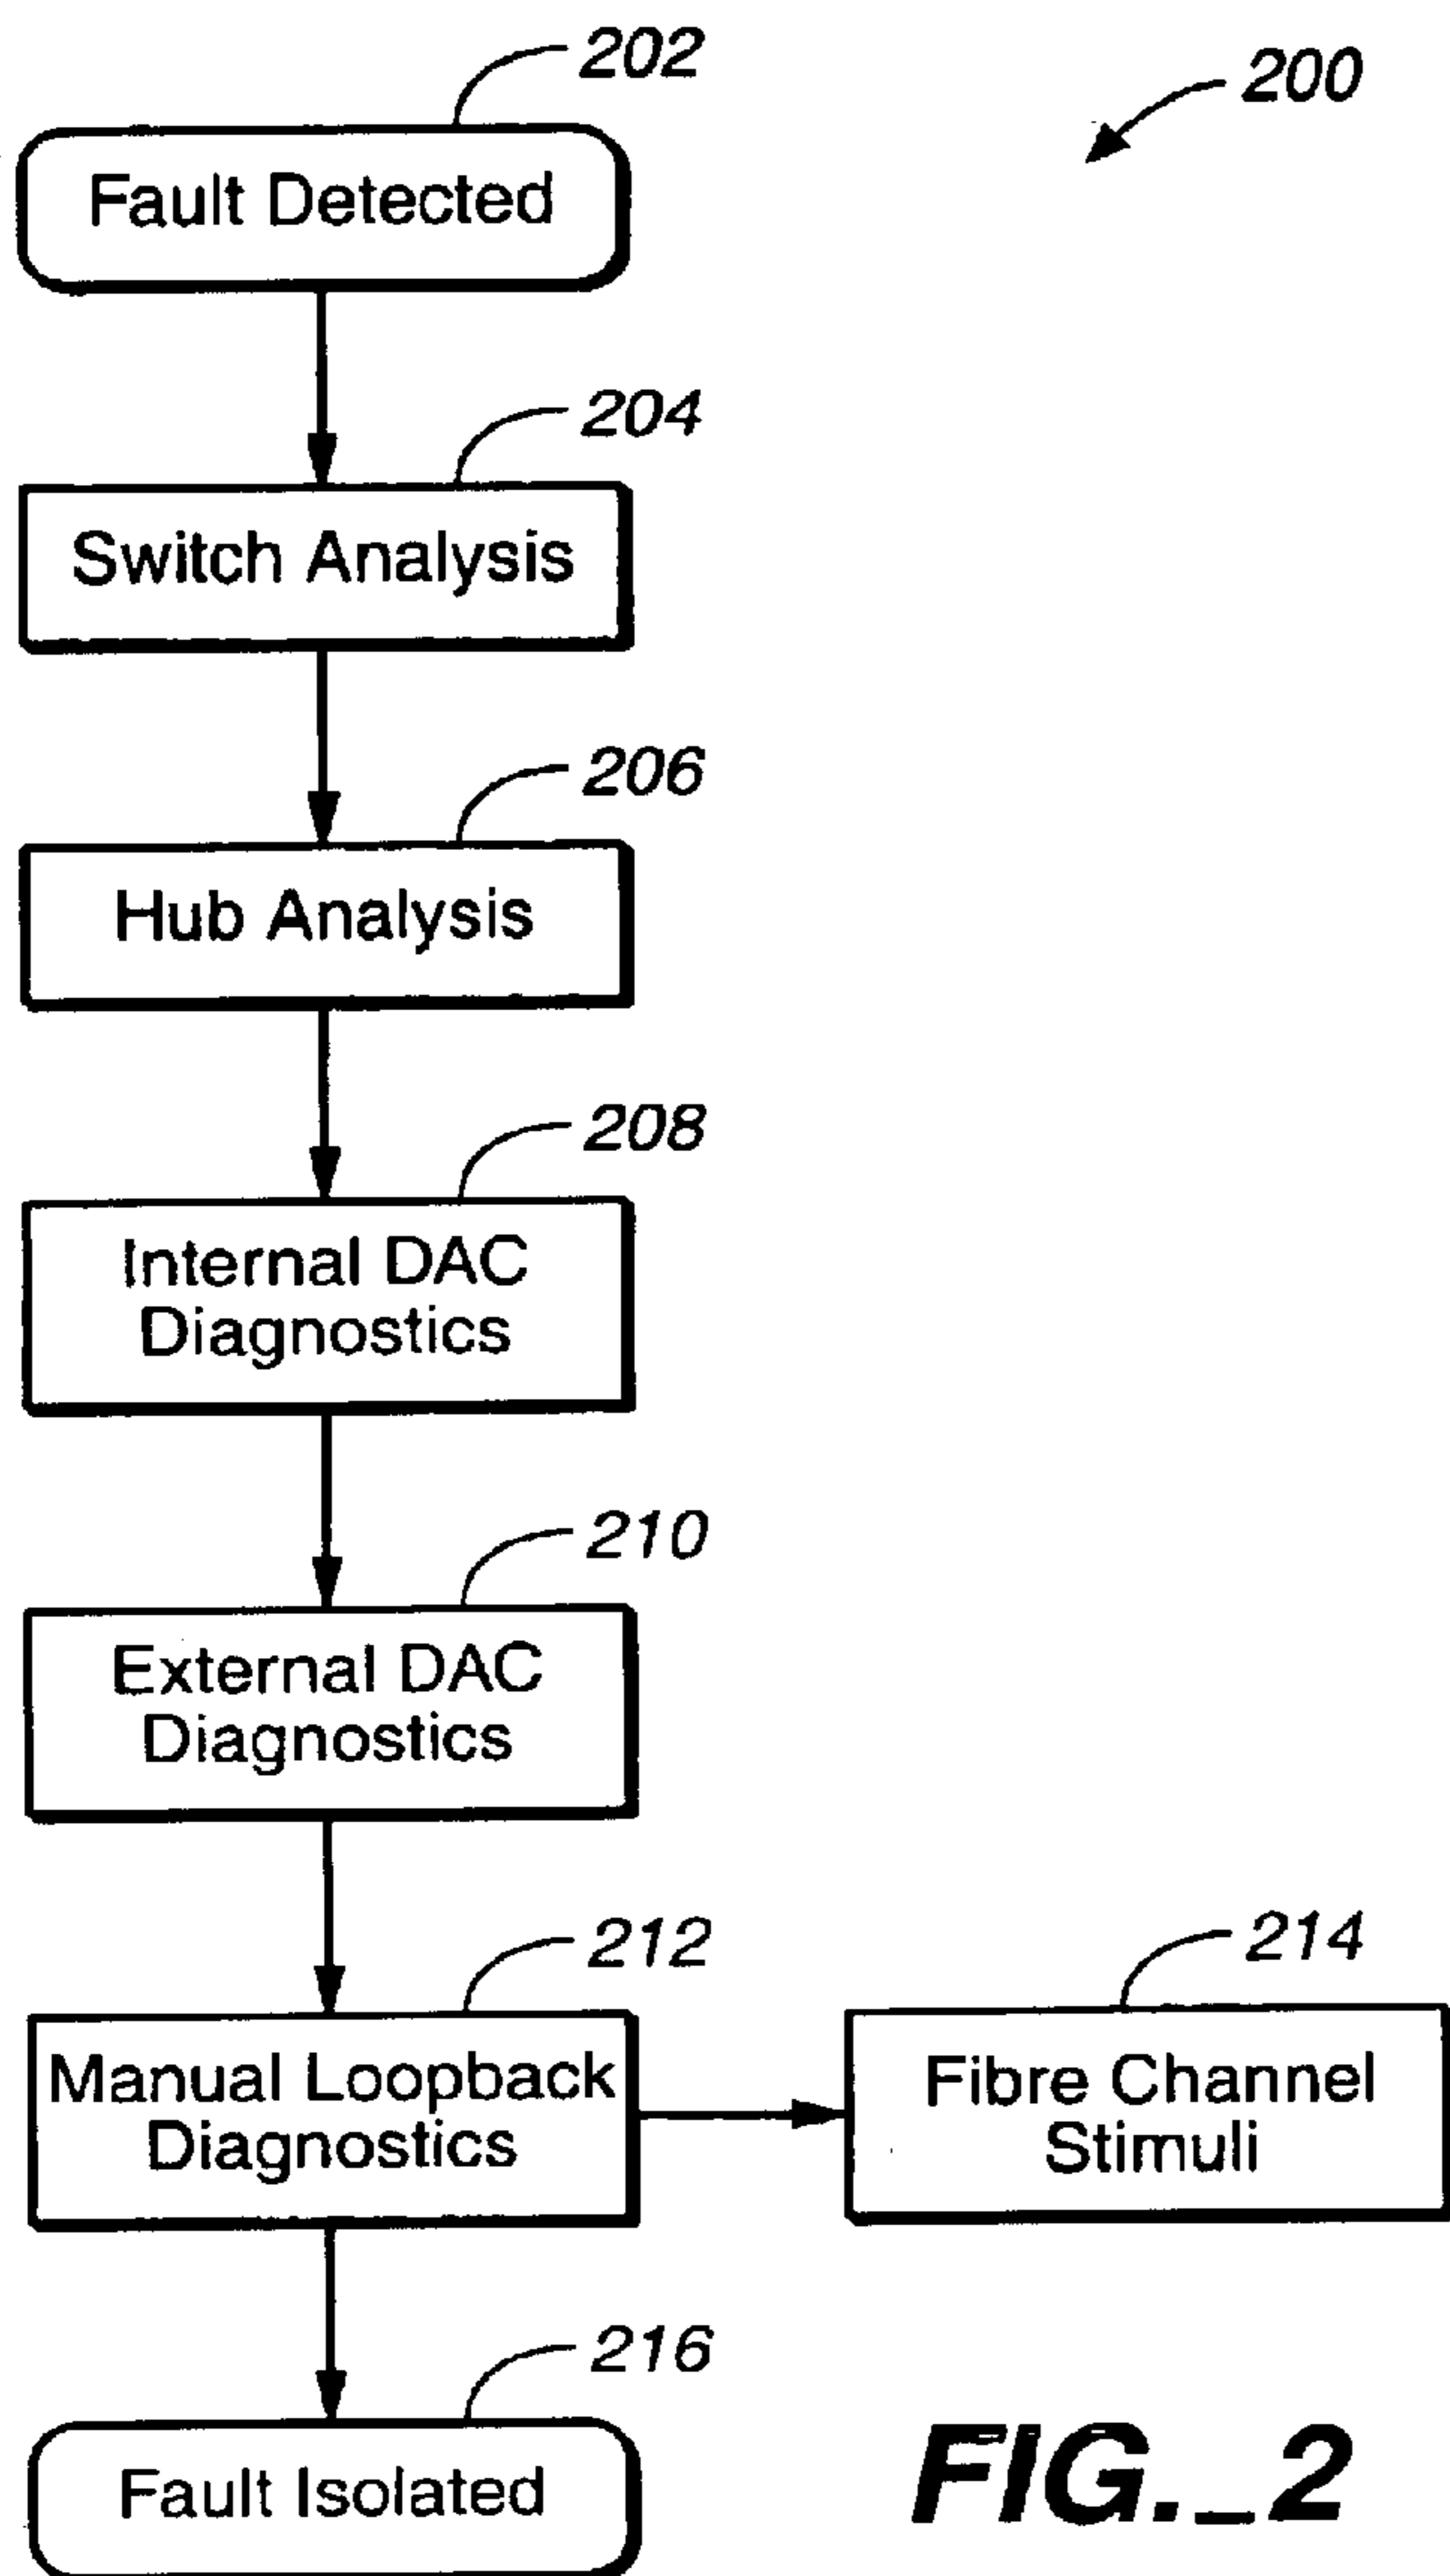 202
200
Fault Detected
204
Switch Analysis
206
Hub Analysis
208
Internal DAC
Diagnostics
210
External DAC
Diagnostics
212
214
Manual Loopback
Diagnostics
Fibre Channel
Stimuli
216
Fault Isolated
FIG._2